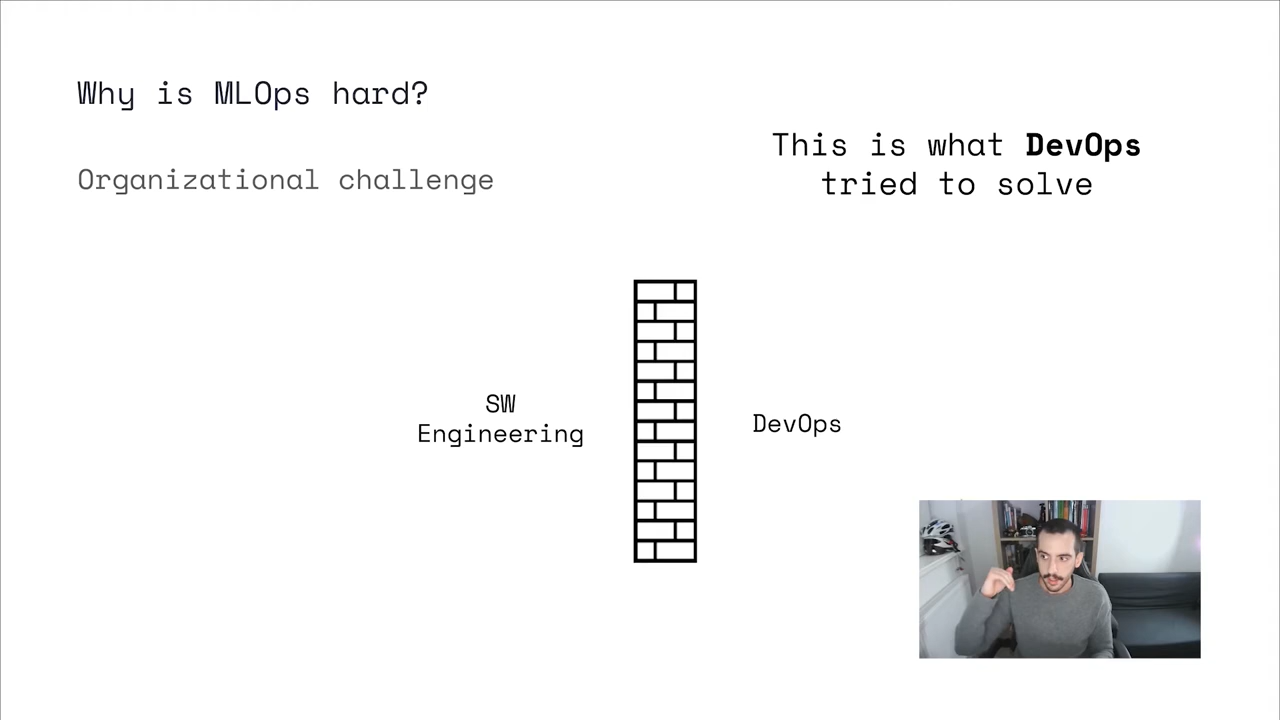 Why is MLOps hard?
Organizational challenge
This is what DevOps
tried to solve
SW
Engineering
DevOps